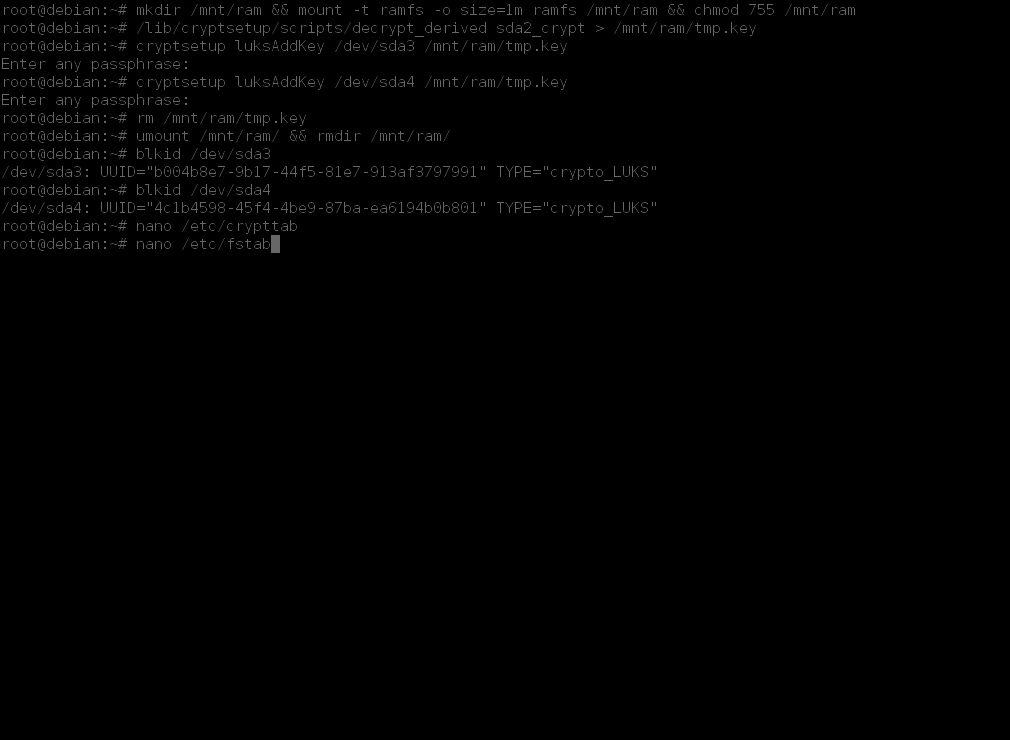 root@debian:~# mkdir /mnt/ram && mount -t ramfs -o size=1m ramfs /mnt/ram && chmod 755 /mnt/ram
root@debian:~# /lib/cryptsetup/scripts/decrypt_derived sda2_crypt > /mnt/ram/tmp.key
root@debian:~# cryptsetup luksAddKey /dev/sda3 /mnt/ram/tmp.key
Enter any passphrase:
root@debian:~# cryptsetup luksAddKey /dev/sda4 /mnt/ram/tmp.key
Enter any passphrase:
root@debian:~# rm /mnt/ram/tmp.key
root@debian:~# umount /mnt/ram/ && rmdir /mnt/ram/
root@debian:~# blkid /dev/sda3
/dev/sda3: UUID="b004b8e7-9b17-44f5-81e7-913af3797991" TYPE="crypto_LUKS"
root@debian:~# blkid /dev/sda4
/dev/sda4: UUID="4c1b4598-45f4-4be9-87ba-ea6194b0b801" TYPE="crypto_LUKS"
root@debian:~# nano /etc/crypttab
root@debian:~# nano /etc/fstab